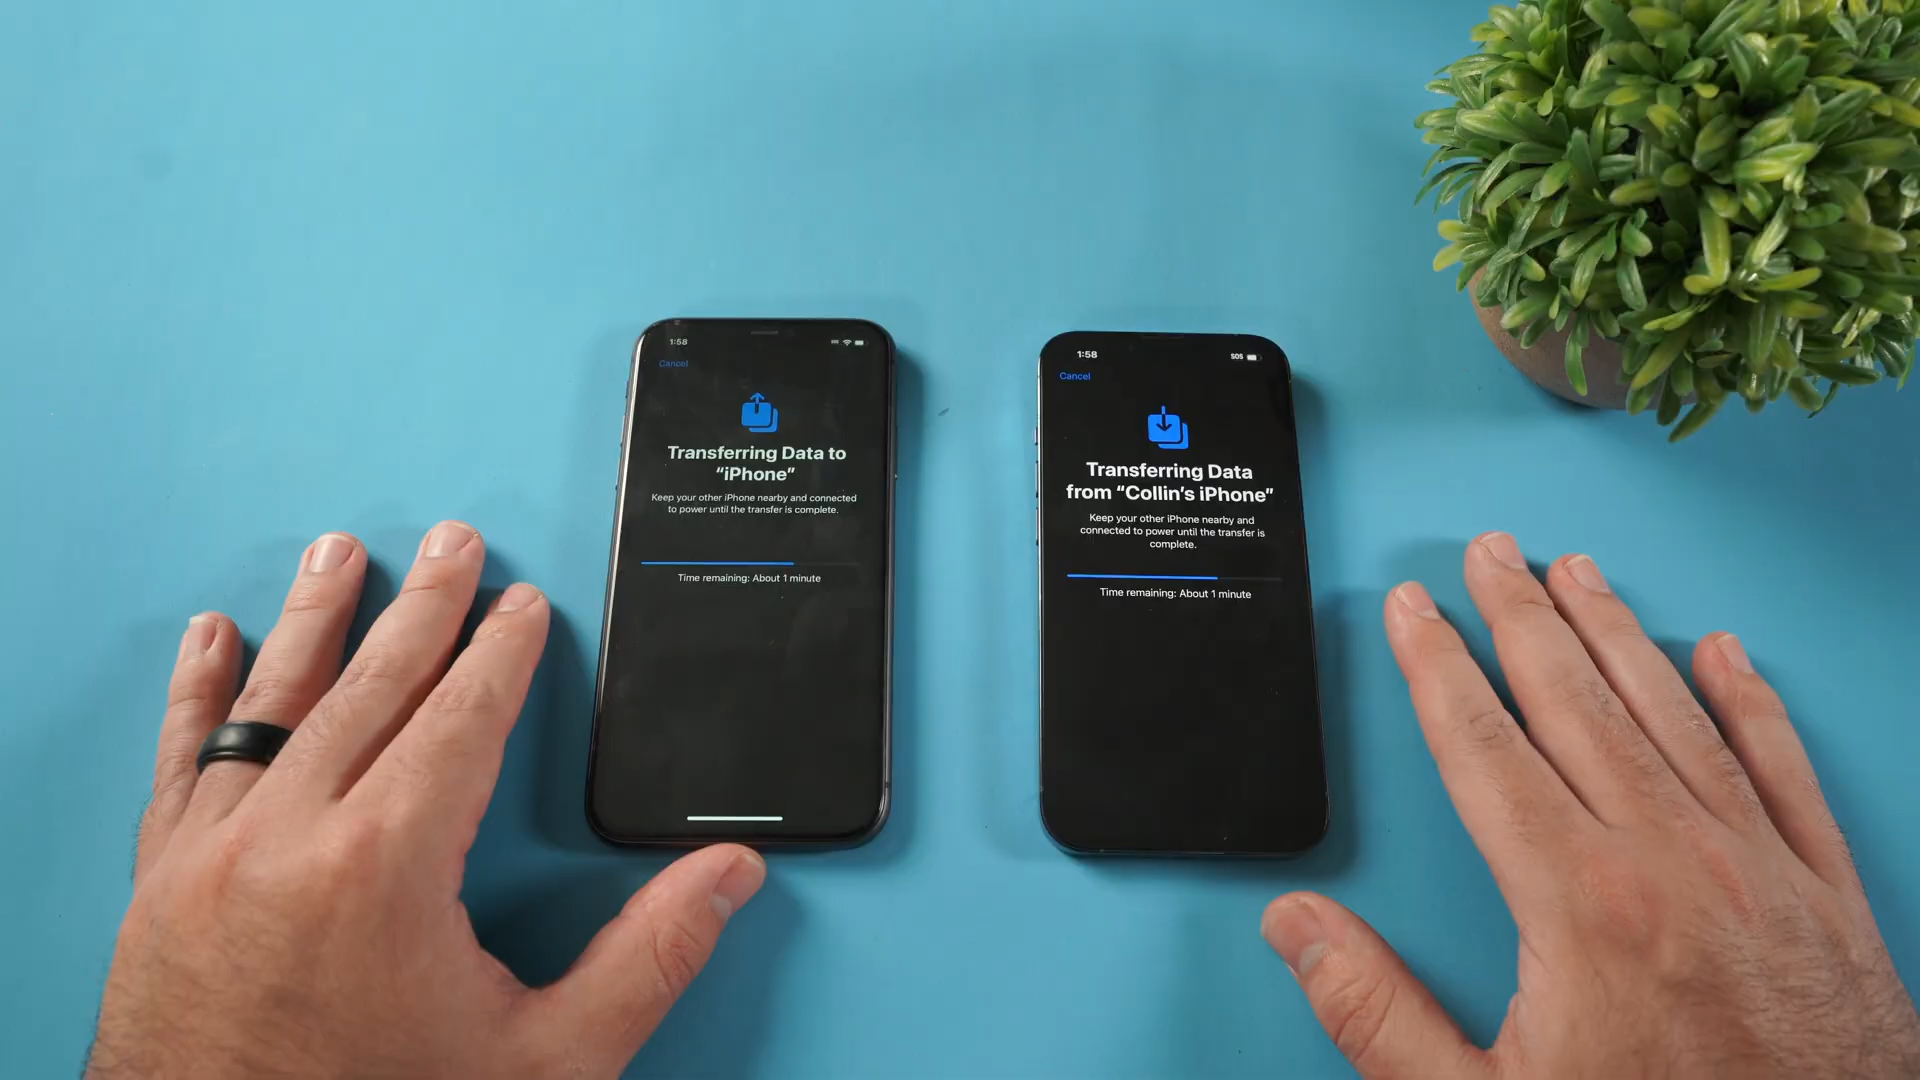 1:58
Cancel
Transferring Data to
“iPhone”
Keep your other iPhone nearby and connected
to power until the transfer is complete.
Time remaining: About 1 minute
1:58
SOS
Cancel
Transferring Data
from “Collin’s iPhone”
Keep your other iPhone nearby and
connected to power until the transfer is
complete.
Time remaining: About 1 minute